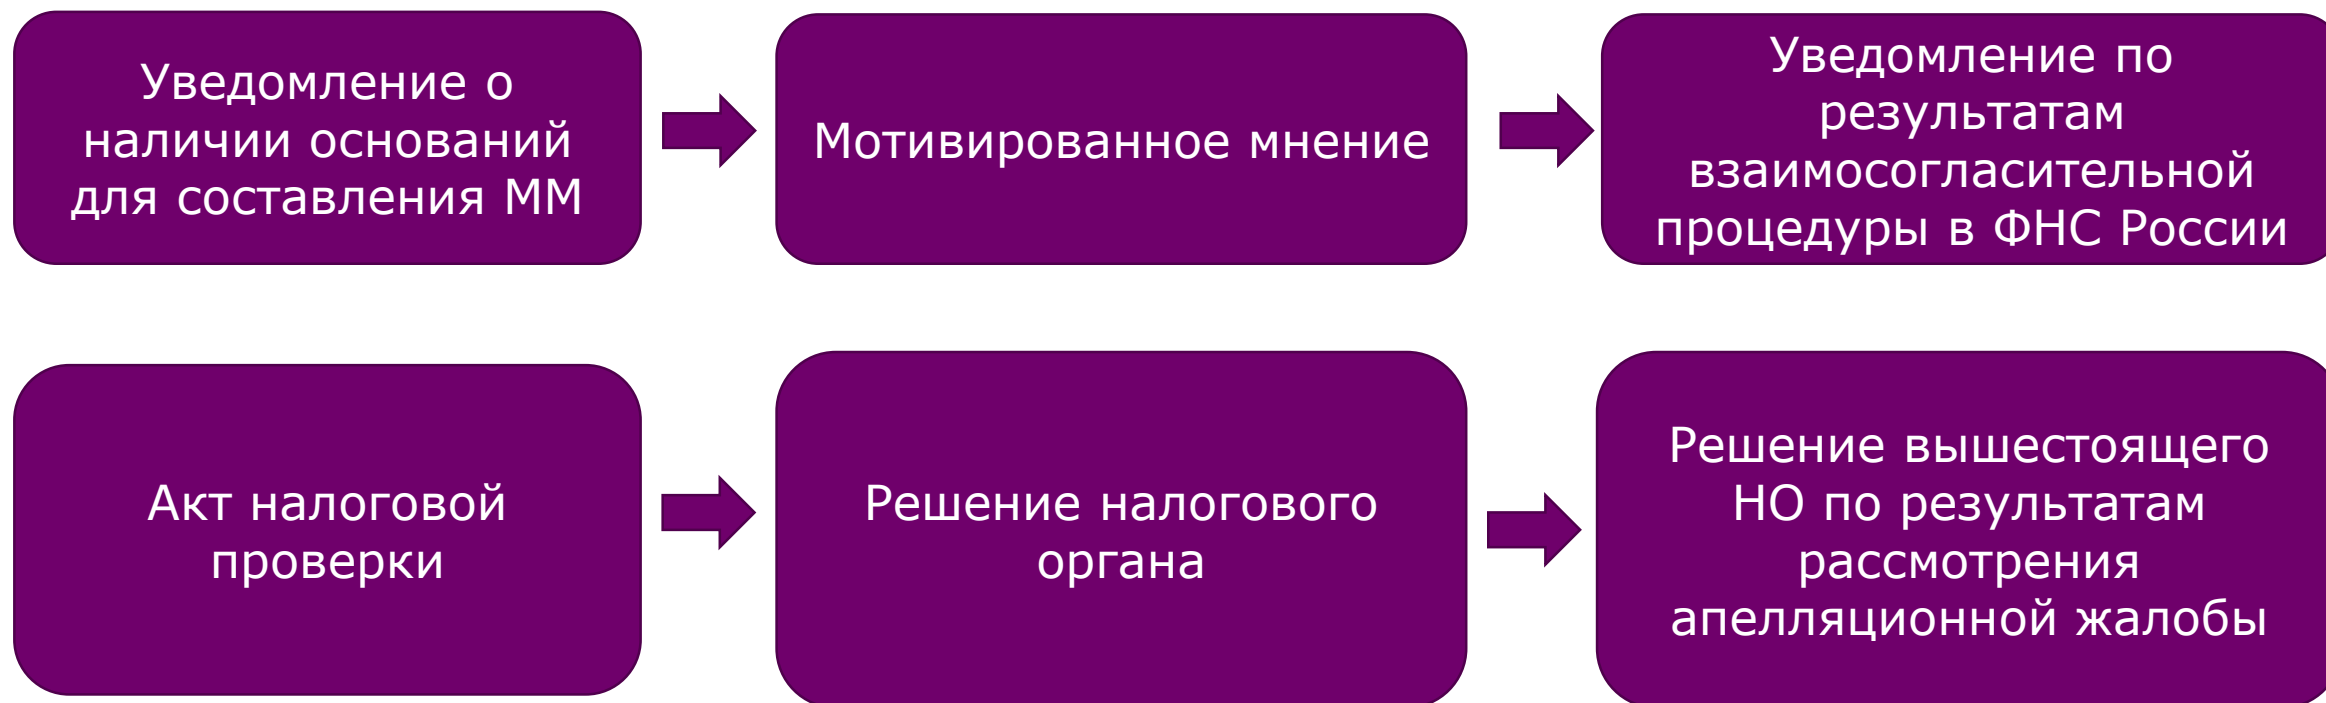 Уведомление о
наличии оснований
для составления ММ
Мотивированное мнение
Уведомление по
результатам
взаимосогласительной
процедуры в ФНС России
Акт налоговой
проверки
Решение налогового
органа
Решение вышестоящего
НО по результатам
рассмотрения
апелляционной жалобы